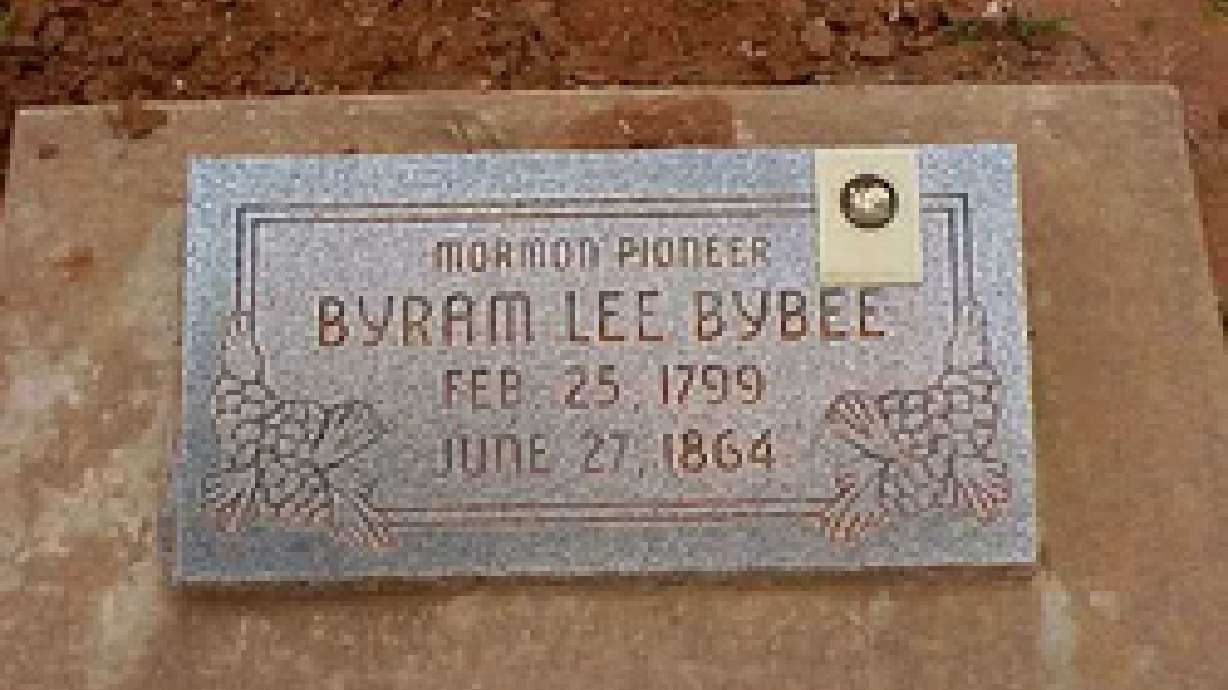 MORMON PIONEER
BYRAM LEE BYBEE
FEB. 25, 1799
JUNE 27, 1864